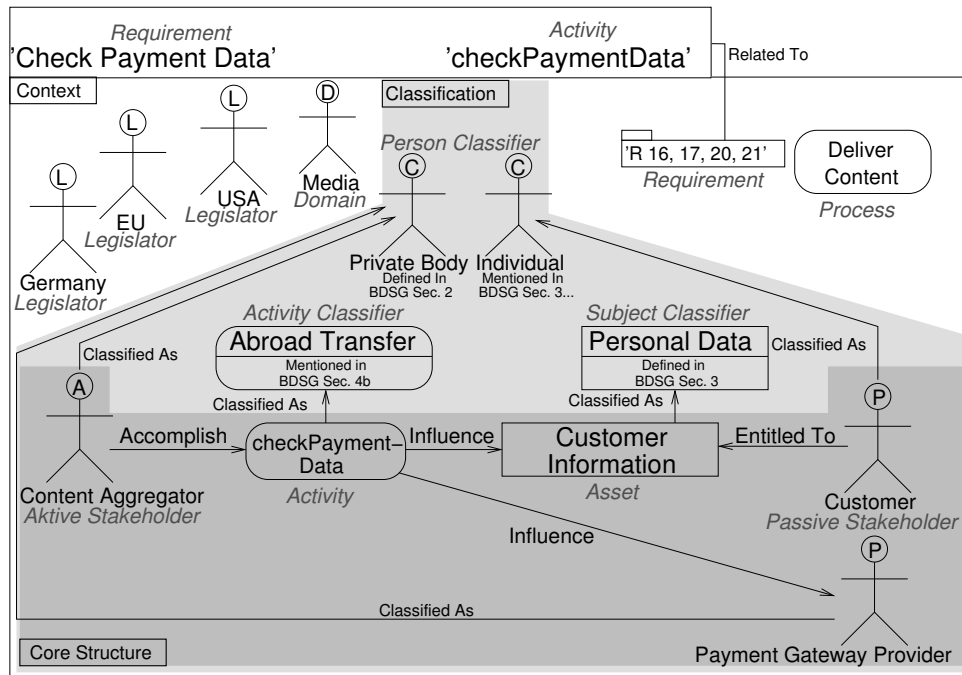 Requirement
'Check Payment Data'
Activity
'checkPaymentData'
Related To
Context
Classification
L
L
L
D
Person Classifier
C
C
Germany
Legislator
EU
Legislator
USA
Legislator
Media
Domain
'R 16, 17, 20, 21'
Requirement
Deliver
Content
Process
Private Body
Defined In
BDSG Sec. 2
Individual
Mentioned In
BDSG Sec. 3...
Activity Classifier
Abroad Transfer
Mentioned in
BDSG Sec. 4b
Subject Classifier
Personal Data
Defined in
BDSG Sec. 3
Classified As
Classified As
Classified As
Classified As
A
P
Accomplish
checkPayment–
Data
Activity
Influence
Customer
Information
Asset
Entitled To
Content Aggregator
Aktive Stakeholder
Customer
Passive Stakeholder
Influence
P
Classified As
Core Structure
Payment Gateway Provider